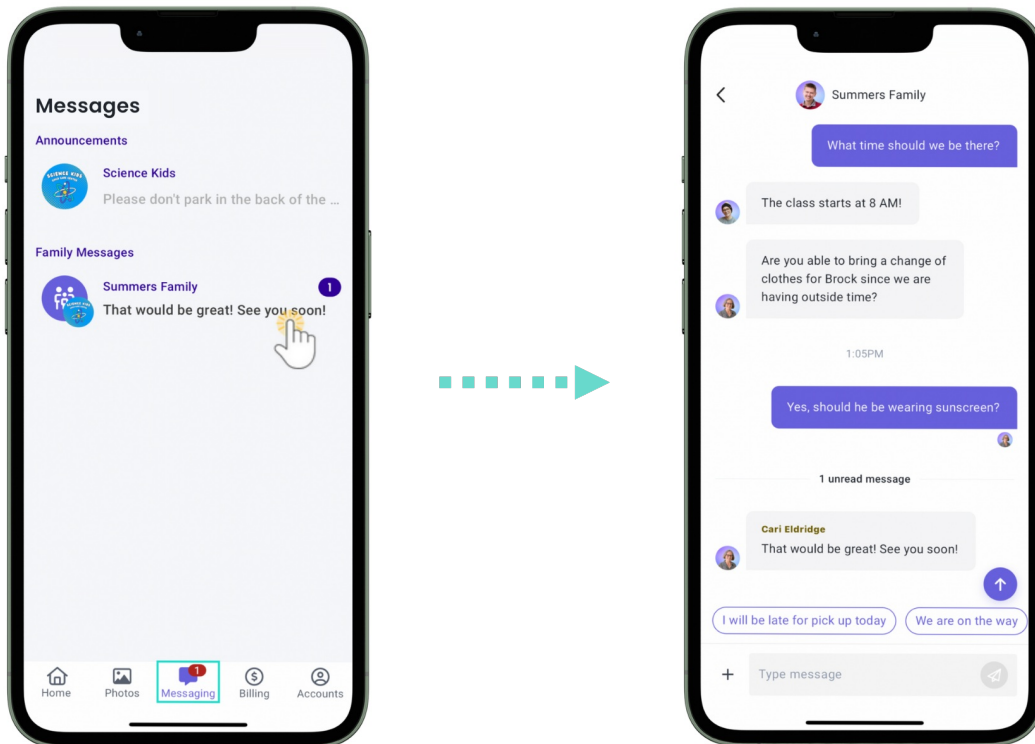 Messages
Announcements
Science Kids
Please don't park in the back of the ...
Family Messages
Summers Family
1
That would be great! See you soon!
1
Home
Photos
Messaging
Billing
Accounts
Summers Family
What time should we be there?
The class starts at 8 AM!
Are you able to bring a change of
clothes for Brock since we are
having outside time?
1:05PM
Yes, should he be wearing sunscreen?
1 unread message
Cari Eldridge
That would be great! See you soon!
I will be late for pick up today
We are on the way
Type message